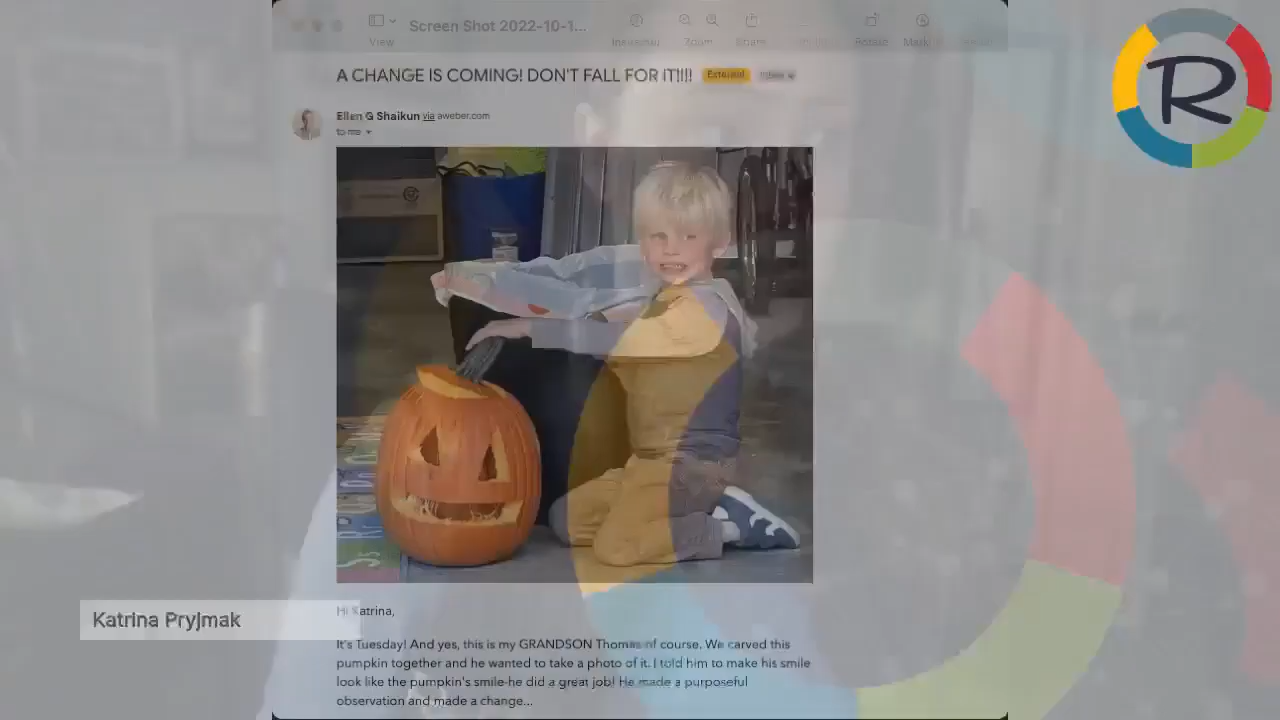 Screen Shot 2022-10-1...
View
Zoom
A CHANGE IS COMING! DON'T FALL FOR IT!!!!
External
Inbox
Ellen G Shaikun via aweber.com
to me
R
Katrina Pryjmak
Hi Katrina,
It's Tuesday! And yes, this is my GRANDSON Thomas of course. We carved this
pumpkin together and he wanted to take a photo of it. I told him to make his smile
look like the pumpkin's smile-he did a great job! He made a purposeful
observation and made a change...